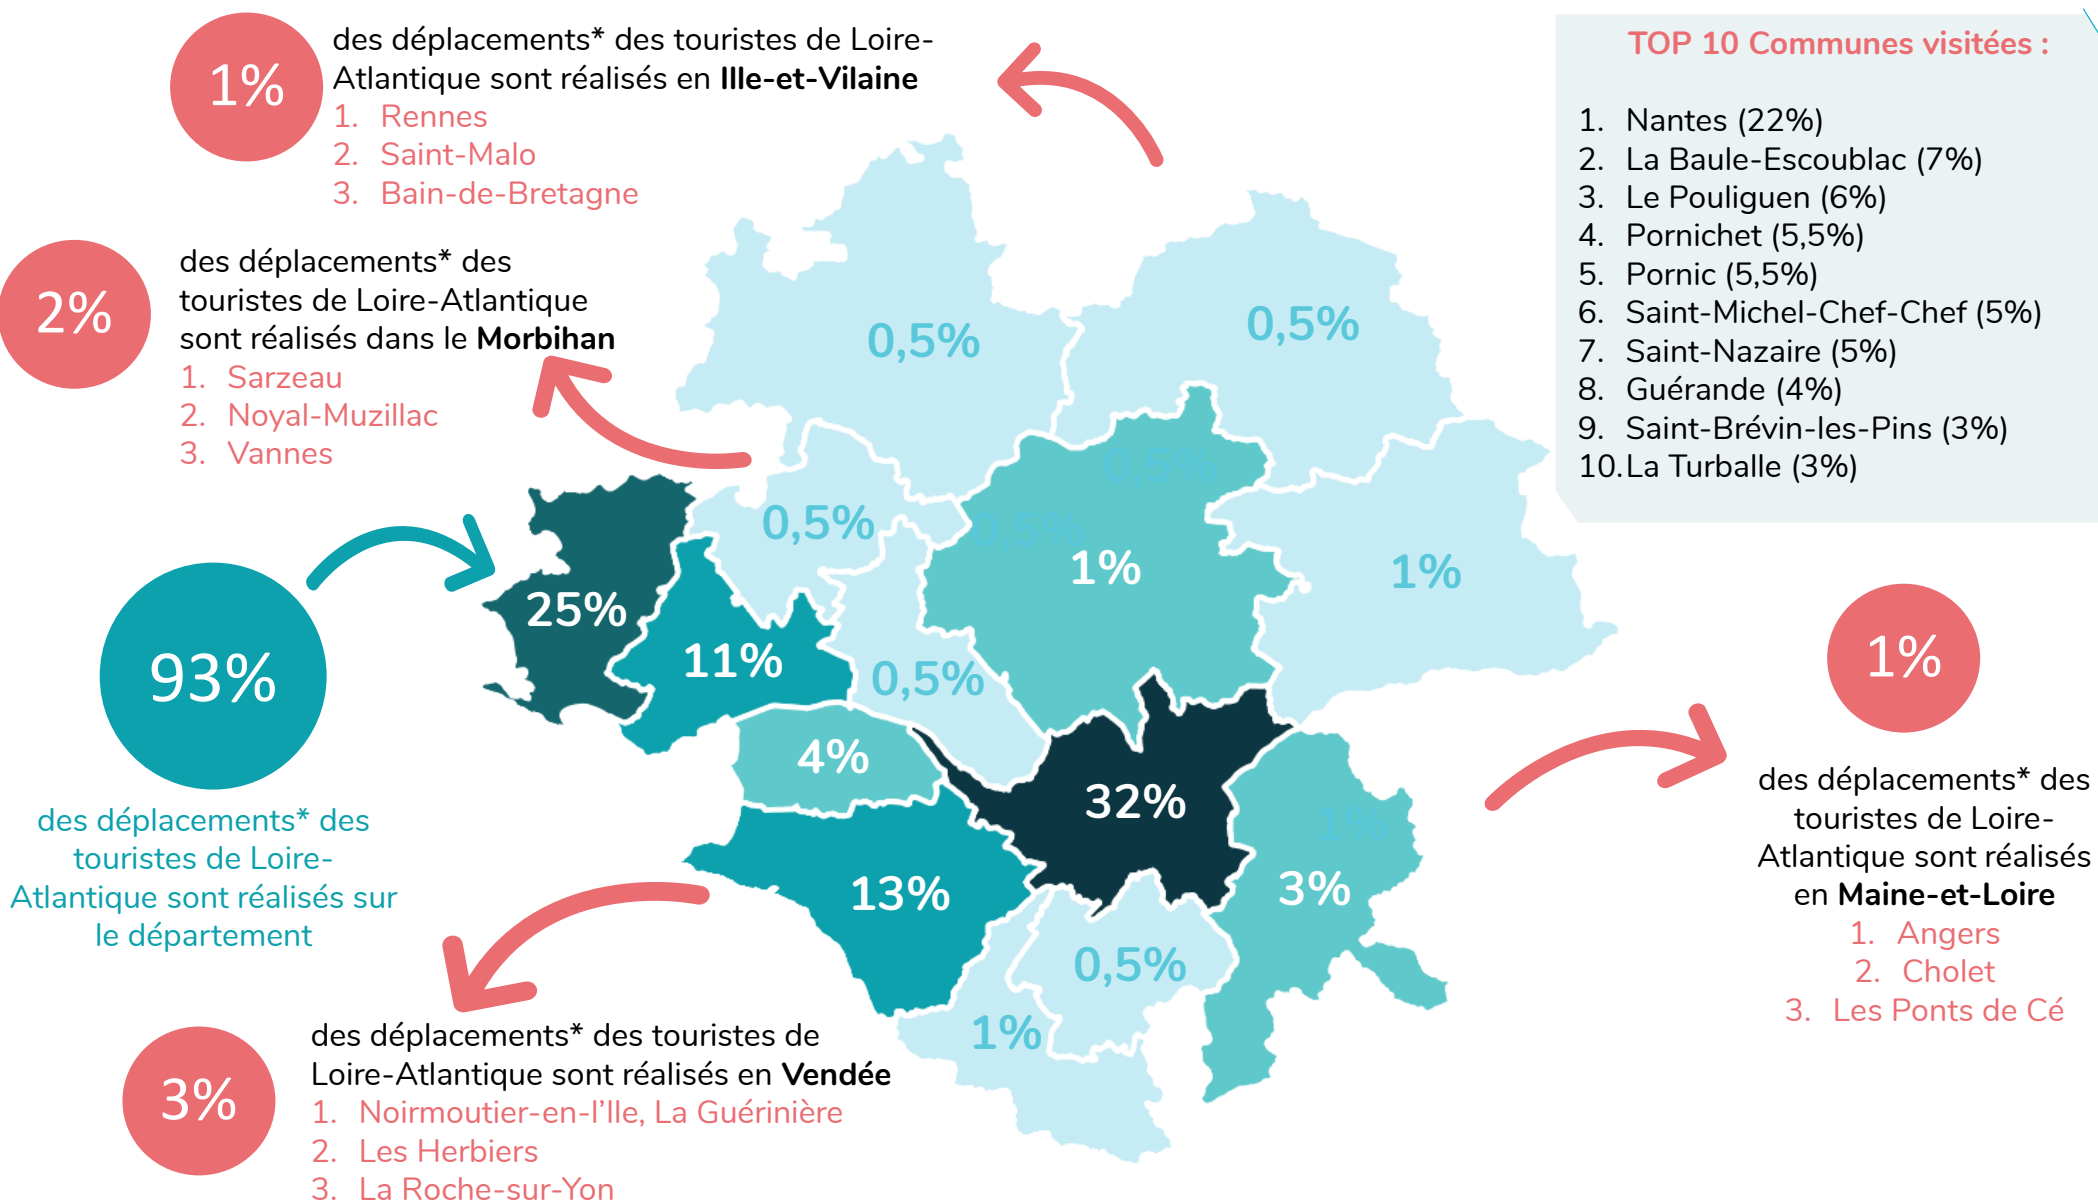 1%
des déplacements* des touristes de Loire-
Atlantique sont réalisés en Ille-et-Vilaine
1. Rennes
2. Saint-Malo
3. Bain-de-Bretagne
TOP 10 Communes visitées :
1. Nantes (22%)
2. La Baule-Escoublac (7%)
3. Le Pouliguen (6%)
4. Pornichet (5,5%)
5. Pornic (5,5%)
6. Saint-Michel-Chef-Chef (5%)
7. Saint-Nazaire (5%)
8. Guérande (4%)
9. Saint-Brévin-les-Pins (3%)
10. La Turballe (3%)
2%
des déplacements* des
touristes de Loire-Atlantique
sont réalisés dans le Morbihan
1. Sarzeau
2. Noyal-Muzillac
3. Vannes
0,5%
0,5%
0,5%
0,5%
0,5%
1%
1%
25%
11%
0,5%
4%
32%
1%
13%
3%
0,5%
1%
93%
des déplacements* des
touristes de Loire-
Atlantique sont réalisés sur
le département
1%
des déplacements* des
touristes de Loire-
Atlantique sont réalisés
en Maine-et-Loire
1. Angers
2. Cholet
3. Les Ponts de Cé
3%
des déplacements* des touristes de
Loire-Atlantique sont réalisés en Vendée
1. Noirmoutier-en-l'Ile, La Guérinière
2. Les Herbiers
3. La Roche-sur-Yon